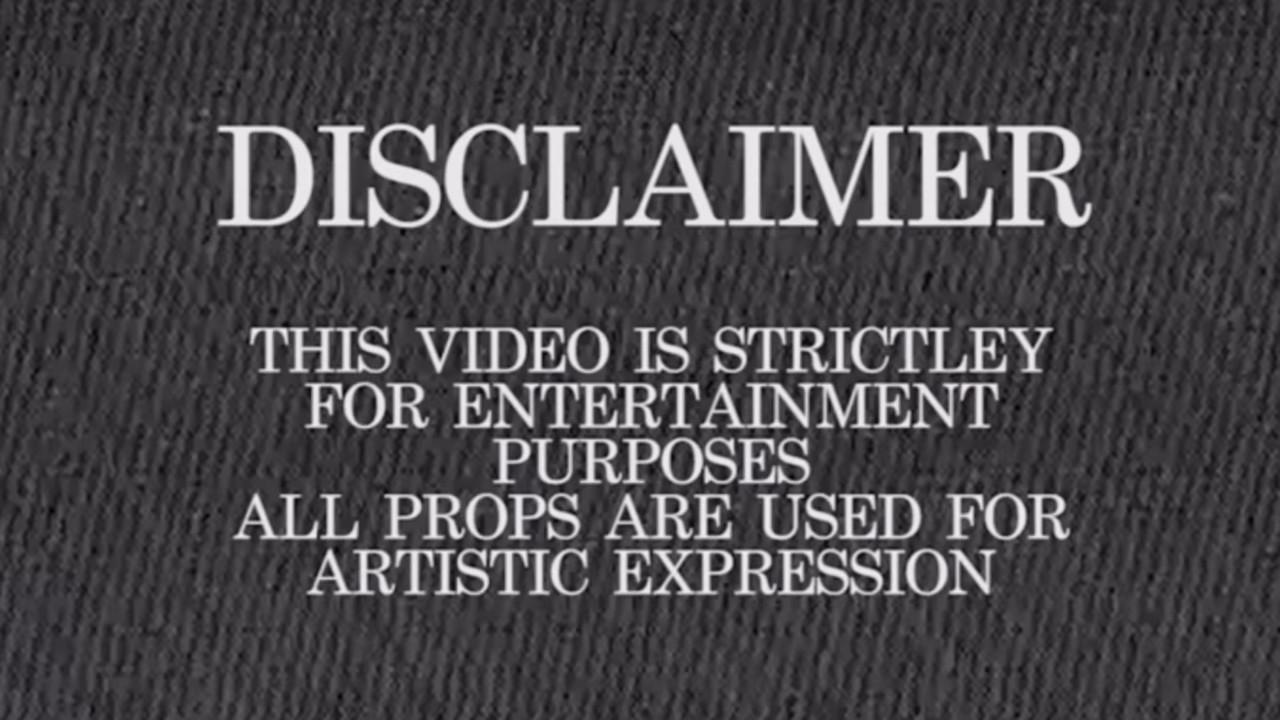 DISCLAIMER
THIS VIDEO IS STRICTLEY
FOR ENTERTAINMENT
PURPOSES
ALL PROPS ARE USED FOR
ARTISTIC EXPRESSION